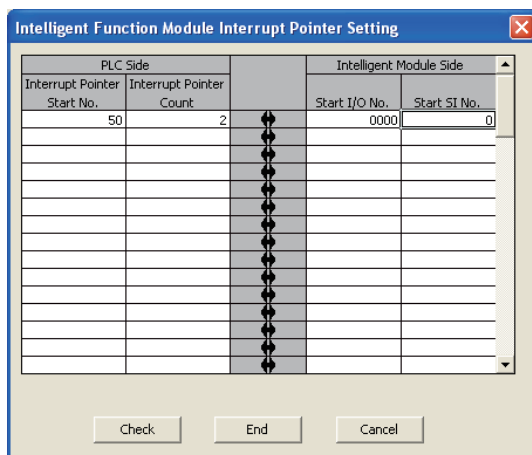 Intelligent Function Module Interrupt Pointer Setting
PLC Side Intelligent Module Side
Interrupt Pointer Interrupt Pointer
Start No. Count Start I/O No. Start SI No.
50 2 0000 0
Check End Cancel